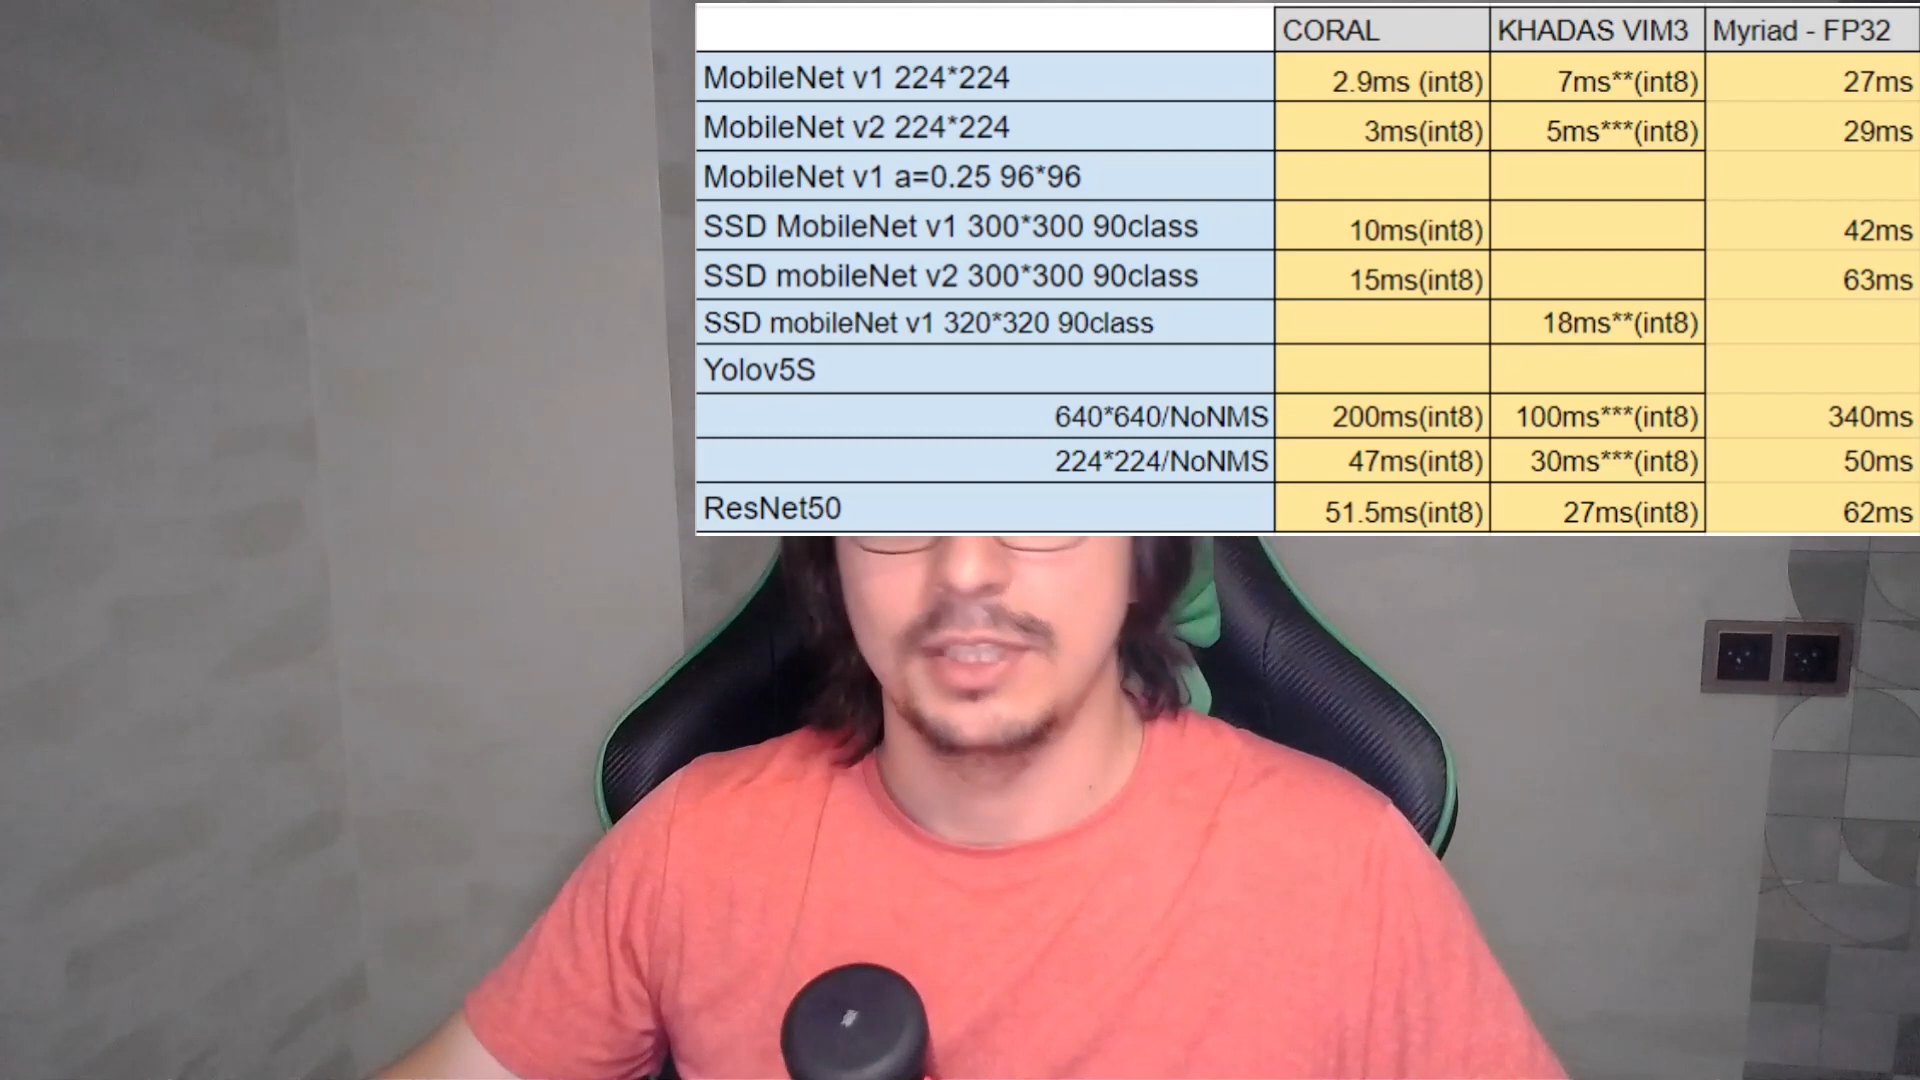 CORAL KHADAS VIM3 Myriad - FP32
MobileNet v1 224*224 2.9ms (int8) 7ms**(int8) 27ms
MobileNet v2 224*224 3ms(int8) 5ms***(int8) 29ms
MobileNet v1 a=0.25 96*96
SSD MobileNet v1 300*300 90class 10ms(int8) 42ms
SSD mobileNet v2 300*300 90class 15ms(int8) 63ms
SSD mobileNet v1 320*320 90class 18ms**(int8)
Yolov5S
640*640/NoNMS 200ms(int8) 100ms***(int8) 340ms
224*224/NoNMS 47ms(int8) 30ms***(int8) 50ms
ResNet50 51.5ms(int8) 27ms(int8) 62ms